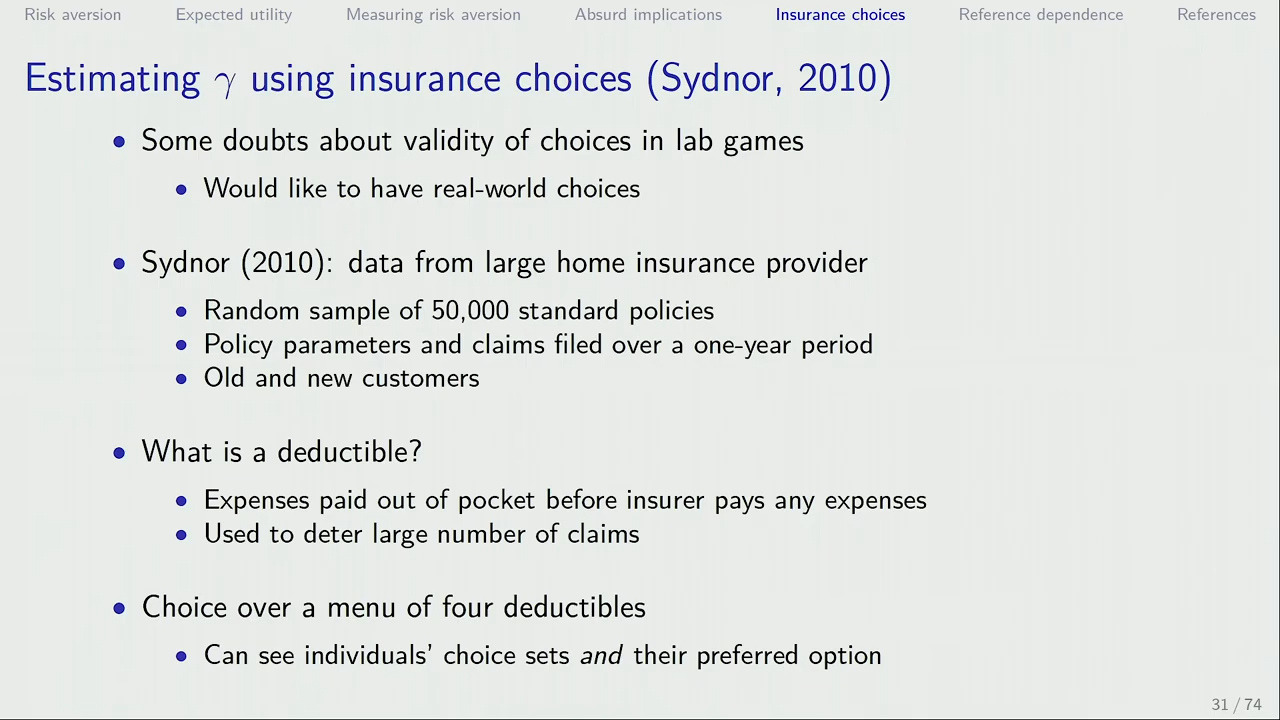 Risk aversion Expected utility Measuring risk aversion Absurd implications Insurance choices Reference dependence References
Estimating γ using insurance choices (Sydnor, 2010)
• Some doubts about validity of choices in lab games
• Would like to have real-world choices
• Sydnor (2010): data from large home insurance provider
• Random sample of 50,000 standard policies
• Policy parameters and claims filed over a one-year period
• Old and new customers
• What is a deductible?
• Expenses paid out of pocket before insurer pays any expenses
• Used to deter large number of claims
• Choice over a menu of four deductibles
• Can see individuals' choice sets and their preferred option
31 / 74